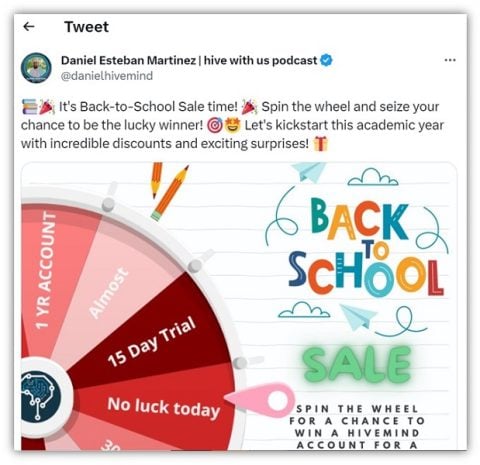 Tweet
Daniel Esteban Martinez | hive with us podcast
@danielhivemind
📚🎉 It's Back-to-School Sale time! 🎉 Spin the wheel and seize your
chance to be the lucky winner! 🎯🤩 Let's kickstart this academic year
with incredible discounts and exciting surprises! 🎁
1 YR ACCOUNT
Almost
15 Day Trial
No luck today
30
BACK
TO
SCHOOL
SALE
SPIN THE WHEEL
FOR A CHANCE TO
WIN A HIVEMIND
ACCOUNT FOR A